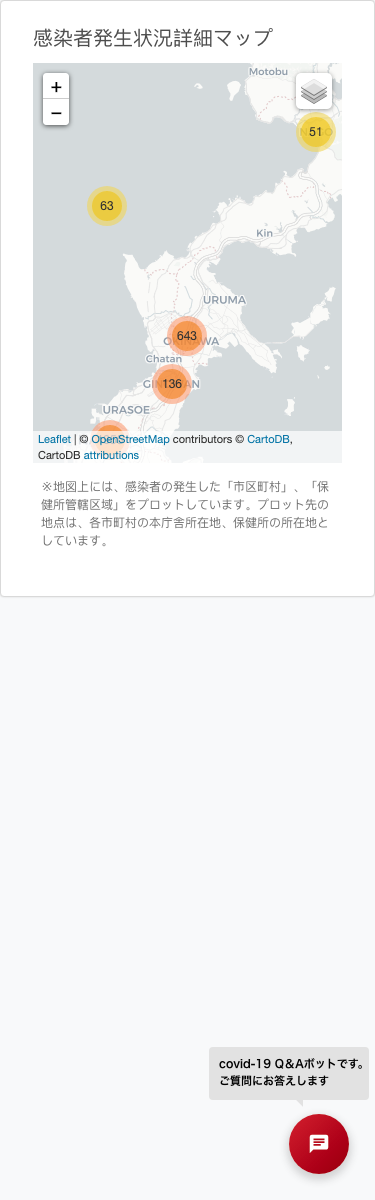 感染者発生状況詳細マップ
Motobu
+
−
51
63
Kin
URUMA
643
Chatan
136
URASOE
Leaflet | © OpenStreetMap contributors © CartoDB,
CartoDB attributions
※地図上には、感染者の発生した「市区町村」、「保
健所管轄区域」をプロットしています。プロット先の
地点は、各市町村の本庁舎所在地、保健所の所在地と
しています。
covid-19 Q&Aボットです。
ご質問にお答えします